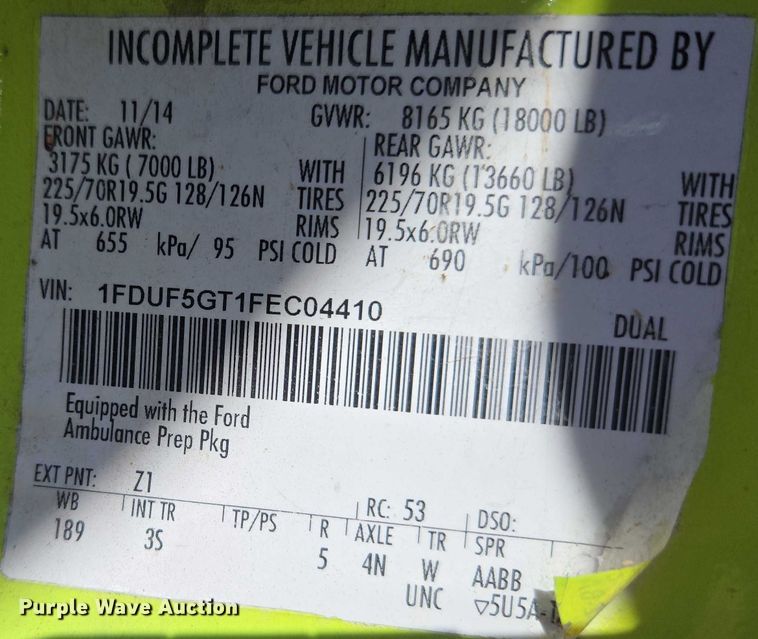 INCOMPLETE VEHICLE MANUFACTURED BY
FORD MOTOR COMPANY
DATE: 11/14 GVWR: 8165 KG (18000 LB)
FRONT GAWR: REAR GAWR:
3175 KG ( 7000 LB) WITH 6196 KG (13660 LB) WITH
225/70R19.5G 128/126N TIRES 225/70R19.5G 128/126N TIRES
19.5x6.0RW RIMS 19.5x6.0RW RIMS
AT 655 kPa/ 95 PSI COLD AT 690 kPa/100 PSI COLD
VIN: 1FDUF5GT1FEC04410
DUAL
Equipped with the Ford
Ambulance Prep Pkg
EXT PNT: Z1 RC: 53 DSO:
WB INT TR TP/PS R AXLE TR SPR
189 3S 5 4N W AABB
UNC ▽5U5A-
Purple Wave Auction